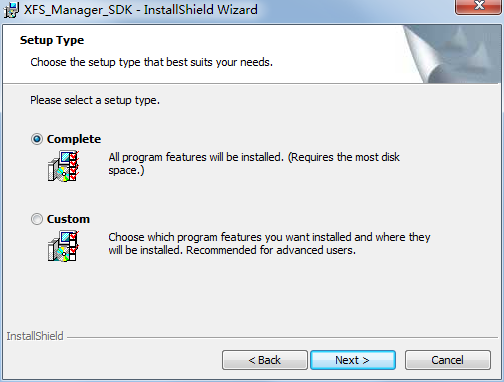 XFS_Manager_SDK - InstallShield Wizard
Setup Type
Choose the setup type that best suits your needs.
Please select a setup type.
Complete
All program features will be installed. (Requires the most disk
space.)
Custom
Choose which program features you want installed and where they
will be installed. Recommended for advanced users.
InstallShield
< Back
Next >
Cancel